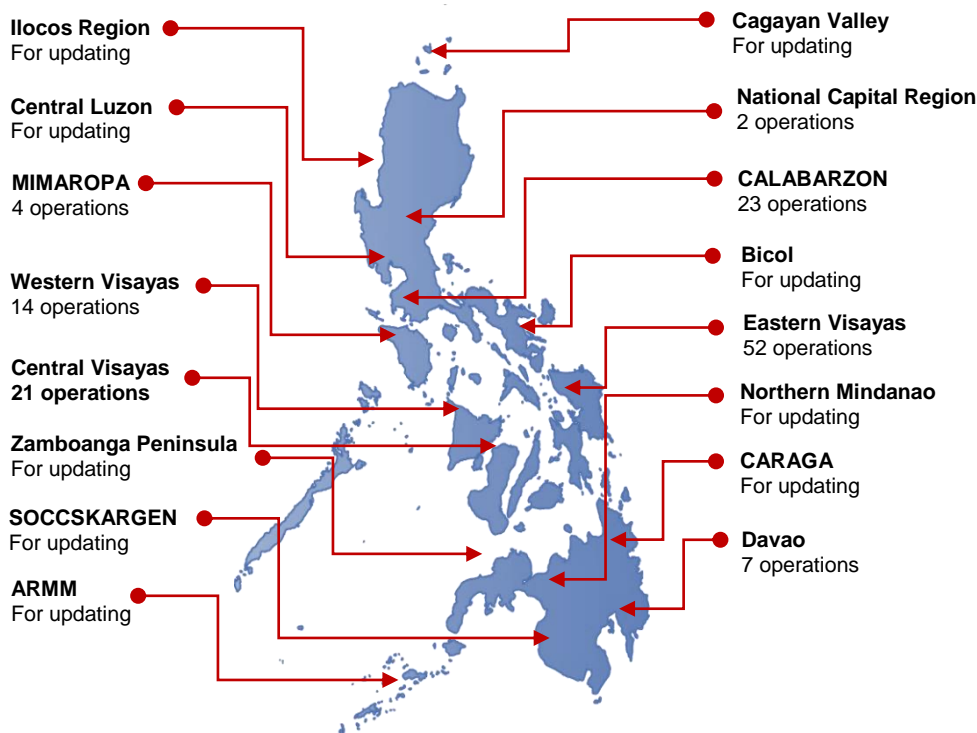 Ilocos Region
For updating
Central Luzon
For updating
MIMAROPA
4 operations
Western Visayas
14 operations
Central Visayas
21 operations
Zamboanga Peninsula
For updating
SOCCSKARGEN
For updating
ARMM
For updating
Cagayan Valley
For updating
National Capital Region
2 operations
CALABARZON
23 operations
Bicol
For updating
Eastern Visayas
52 operations
Northern Mindanao
For updating
CARAGA
For updating
Davao
7 operations